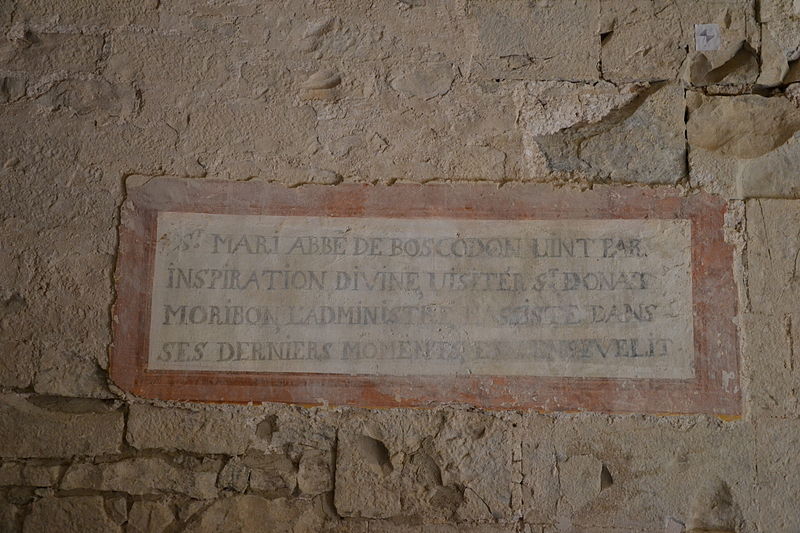 St. MARI ABBÉ DE BOSCODON UINT PAR
INSPIRATION DIVINE UISITER St. DONAT
MORIBON L'ADMINISTRE L'ASSISTE DANS
SES DERNIERS MOMENTS ENSEVELIT